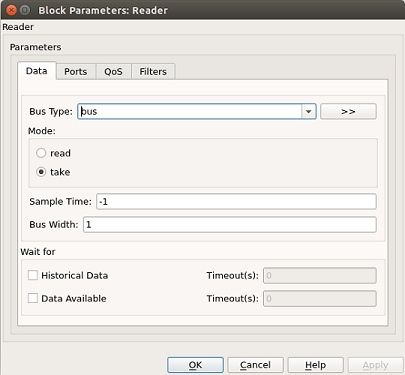 Block Parameters: Reader
Reader
Parameters
Data Ports QoS Filters
Bus Type: bus >>
Mode:
read
take
Sample Time: -1
Bus Width: 1
Wait for
Historical Data Timeout(s): 0
Data Available Timeout(s): 0
OK Cancel Help Apply